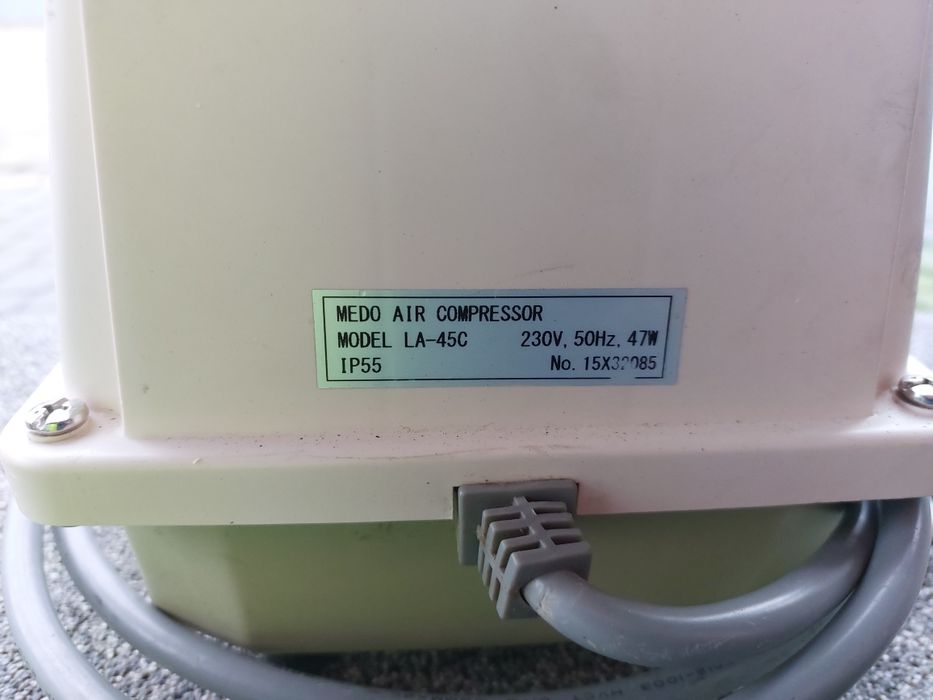 MEDO AIR COMPRESSOR
MODEL LA-45C 230V, 50Hz, 47W
IP55 No. 15X32085